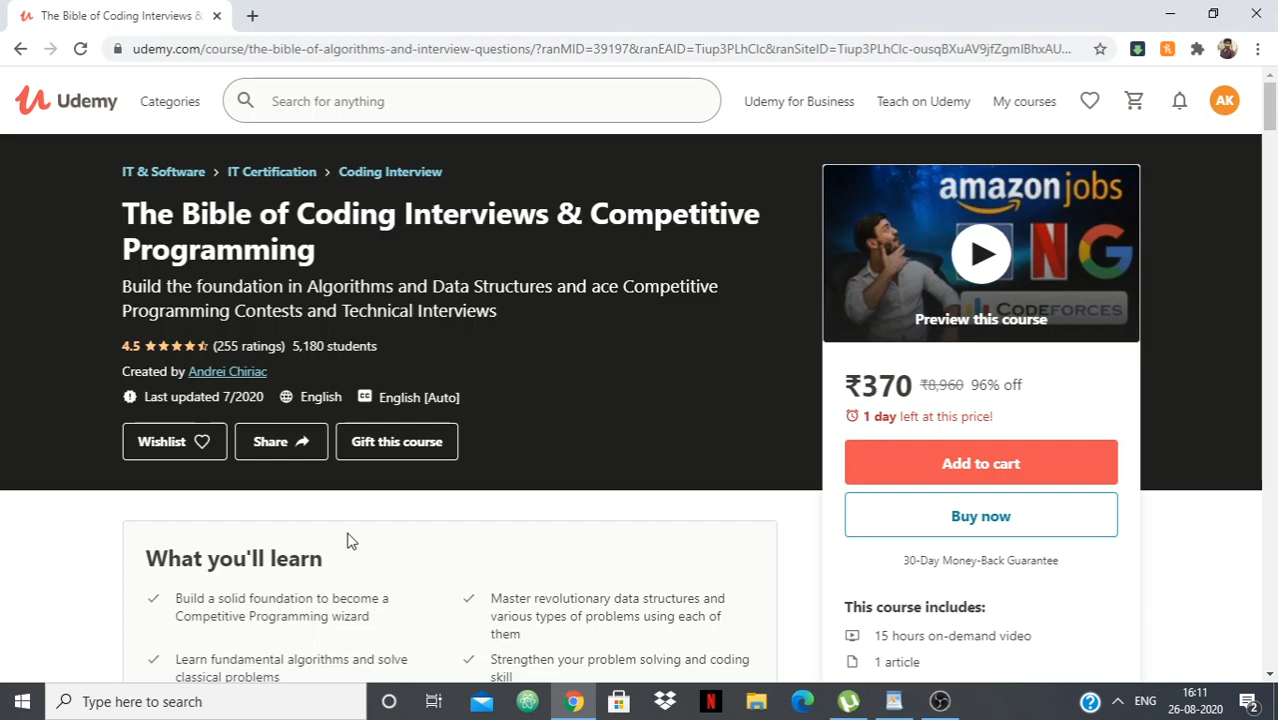 The Bible of Coding Interviews &
udemy.com/course/the-bible-of-algorithms-and-interview-questions/?ranMID=39197&ranEAID=Tiup3PLhClc&ranSiteID=Tiup3PLhClc-ousqBXuAV9jfZgmIBhxAU...
Udemy
Categories
Search for anything
Udemy for Business
Teach on Udemy
My courses
AK
IT & Software > IT Certification > Coding Interview
The Bible of Coding Interviews & Competitive
Programming
Build the foundation in Algorithms and Data Structures and ace Competitive
Programming Contests and Technical Interviews
4.5 (255 ratings) 5,180 students
Created by Andrei Chiriac
Last updated 7/2020 English English [Auto]
Wishlist
Share
Gift this course
amazonjobs
N G
CODEFORCES
Preview this course
₹370 ₹8,960 96% off
1 day left at this price!
Add to cart
Buy now
30-Day Money-Back Guarantee
This course includes:
15 hours on-demand video
1 article
What you'll learn
Build a solid foundation to become a
Competitive Programming wizard
Learn fundamental algorithms and solve
classical problems
Master revolutionary data structures and
various types of problems using each of
them
Strengthen your problem solving and coding
skill
Type here to search
N
ENG
16:11
26-08-2020
2